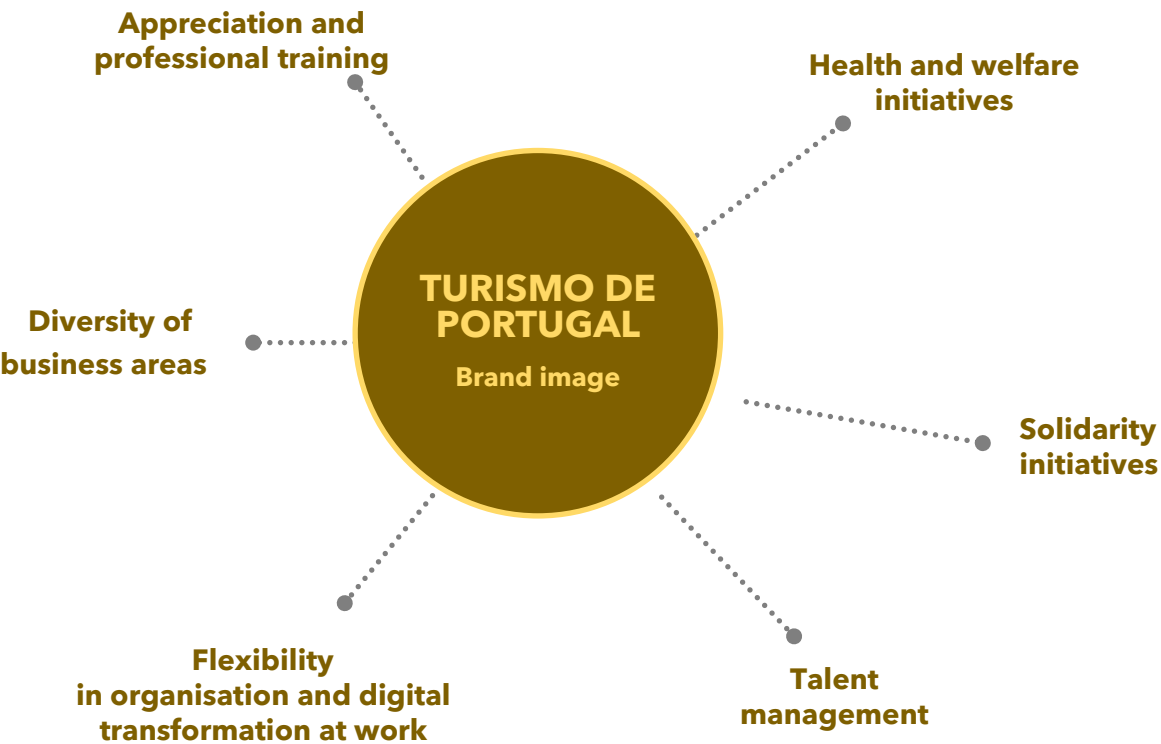 Appreciation and
professional training
Health and welfare
initiatives
TURISMO DE
PORTUGAL
Brand image
Diversity of
business areas
Solidarity
initiatives
Flexibility
in organisation and digital
transformation at work
Talent
management